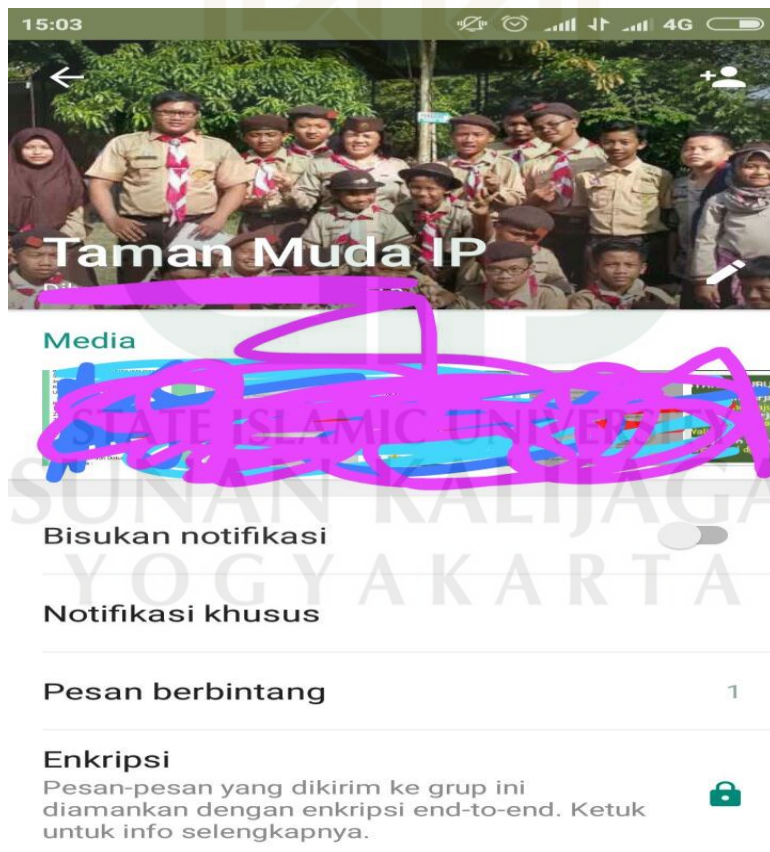 15:03
4G
Taman Muda IP
Media
STATE ISLAMIC UNIVERSITY
SUNAN KALIJAGA
YOGYAKARTA
Bisukan notifikasi
Notifikasi khusus
Pesan berbintang 1
Enkripsi
Pesan-pesan yang dikirim ke grup ini
diamankan dengan enkripsi end-to-end. Ketuk
untuk info selengkapnya.